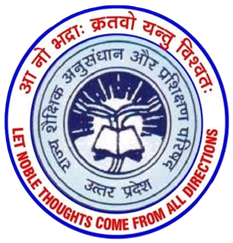 आ नो भद्राः क्रतवो यन्तु विश्वतः
राज्य शैक्षिक अनुसंधान और प्रशिक्षण परिषद
उत्तर प्रदेश
LET NOBLE THOUGHTS COME FROM ALL DIRECTIONS